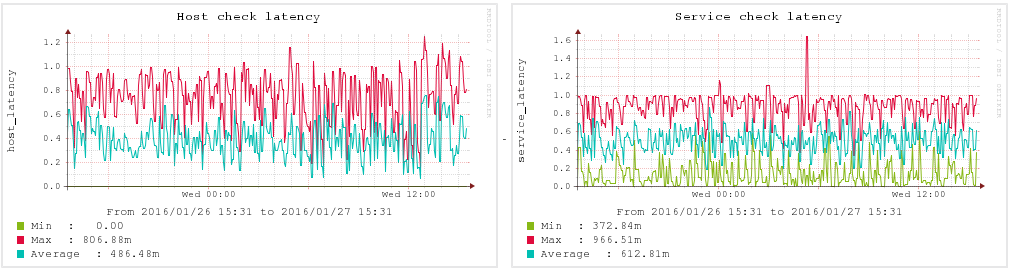 Host check latency
host_latency
1.2
1.0
0.8
0.6
0.4
0.2
0.0
Wed 00:00 Wed 12:00
From 2016/01/26 15:31 to 2016/01/27 15:31
Min : 0.00
Max : 806.88m
Average : 486.48m
RRDTOOL / TOBI OETIKER
Service check latency
service_latency
1.6
1.4
1.2
1.0
0.8
0.6
0.4
0.2
0.0
Wed 00:00 Wed 12:00
From 2016/01/26 15:31 to 2016/01/27 15:31
Min : 372.84m
Max : 966.51m
Average : 612.81m
RRDTOOL / TOBI OETIKER